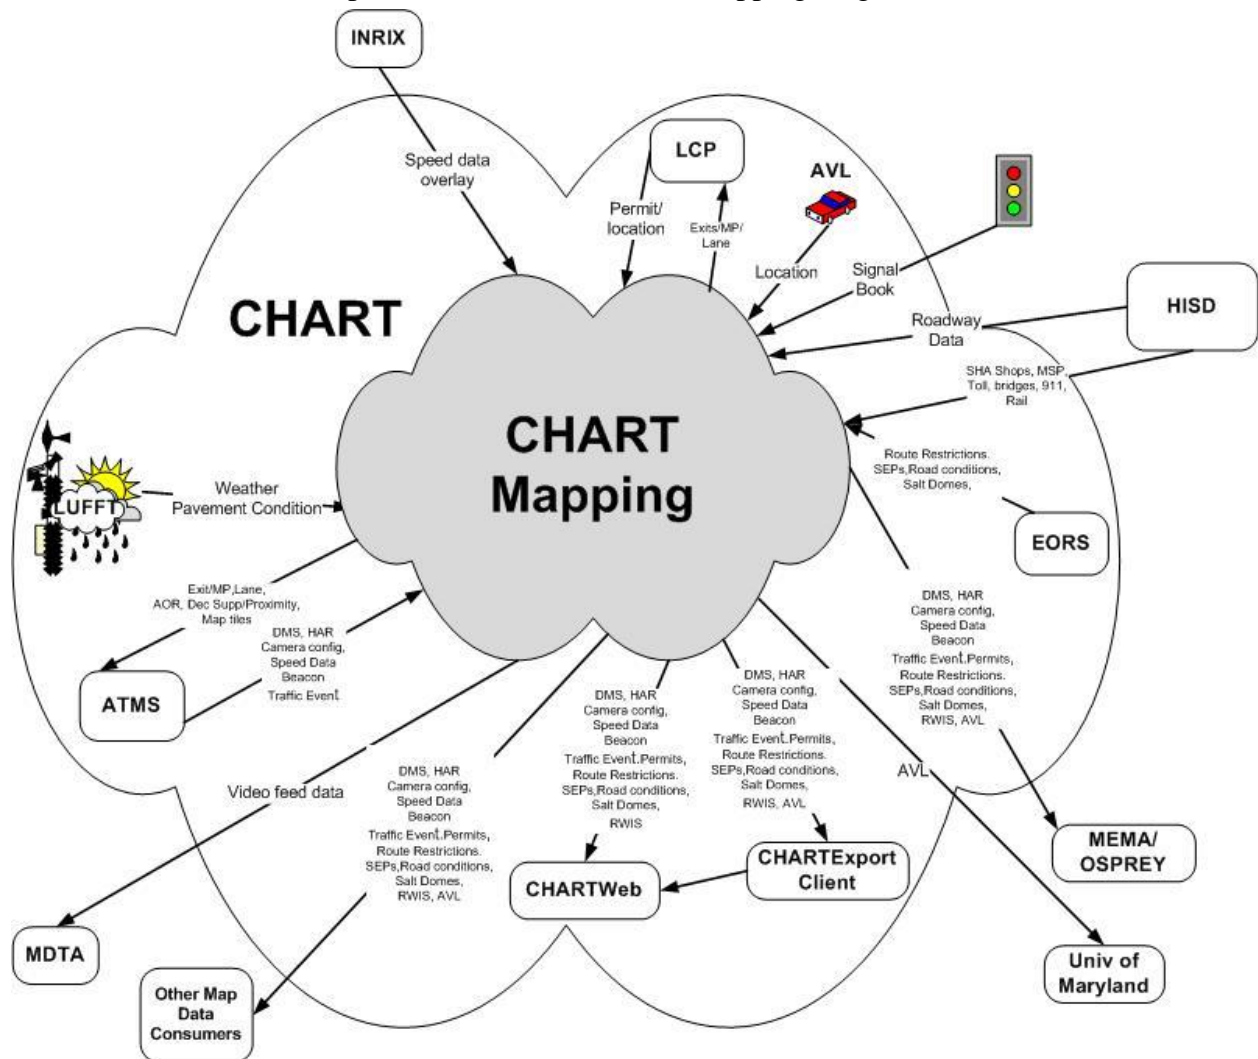 INRIX
Speed data
overlay
LCP
Permit/
location
Exits/MP/
Lane
AVL
Location
Signal
Book
HISD
Roadway
Data
SHA Shops, MSP,
Toll, bridges, 911,
Rail
CHART
CHART
Mapping
Route Restrictions.
SEPs,Road conditions,
Salt Domes,
EORS
LUFFT
Weather
Pavement Condition
Exit/MP,Lane,
AOR, Dec Supp/Proximity,
Map tiles
DMS, HAR
Camera config,
Speed Data
Beacon
Traffic Event
ATMS
Video feed data
MDTA
DMS, HAR
Camera config,
Speed Data
Beacon
Traffic Event.Permits,
Route Restrictions.
SEPs,Road conditions,
Salt Domes,
RWIS, AVL
Other Map
Data
Consumers
DMS, HAR
Camera config,
Speed Data
Beacon
Traffic Event.Permits,
Route Restrictions.
SEPs,Road conditions,
Salt Domes,
RWIS
CHARTWeb
DMS, HAR
Camera config,
Speed Data
Beacon
Traffic Event.Permits,
Route Restrictions.
SEPs,Road conditions,
Salt Domes,
RWIS, AVL
CHARTExport
Client
AVL
Univ of
Maryland
DMS, HAR
Camera config,
Speed Data
Beacon
Traffic Event.Permits,
Route Restrictions.
SEPs,Road conditions,
Salt Domes,
RWIS, AVL
MEMA/
OSPREY